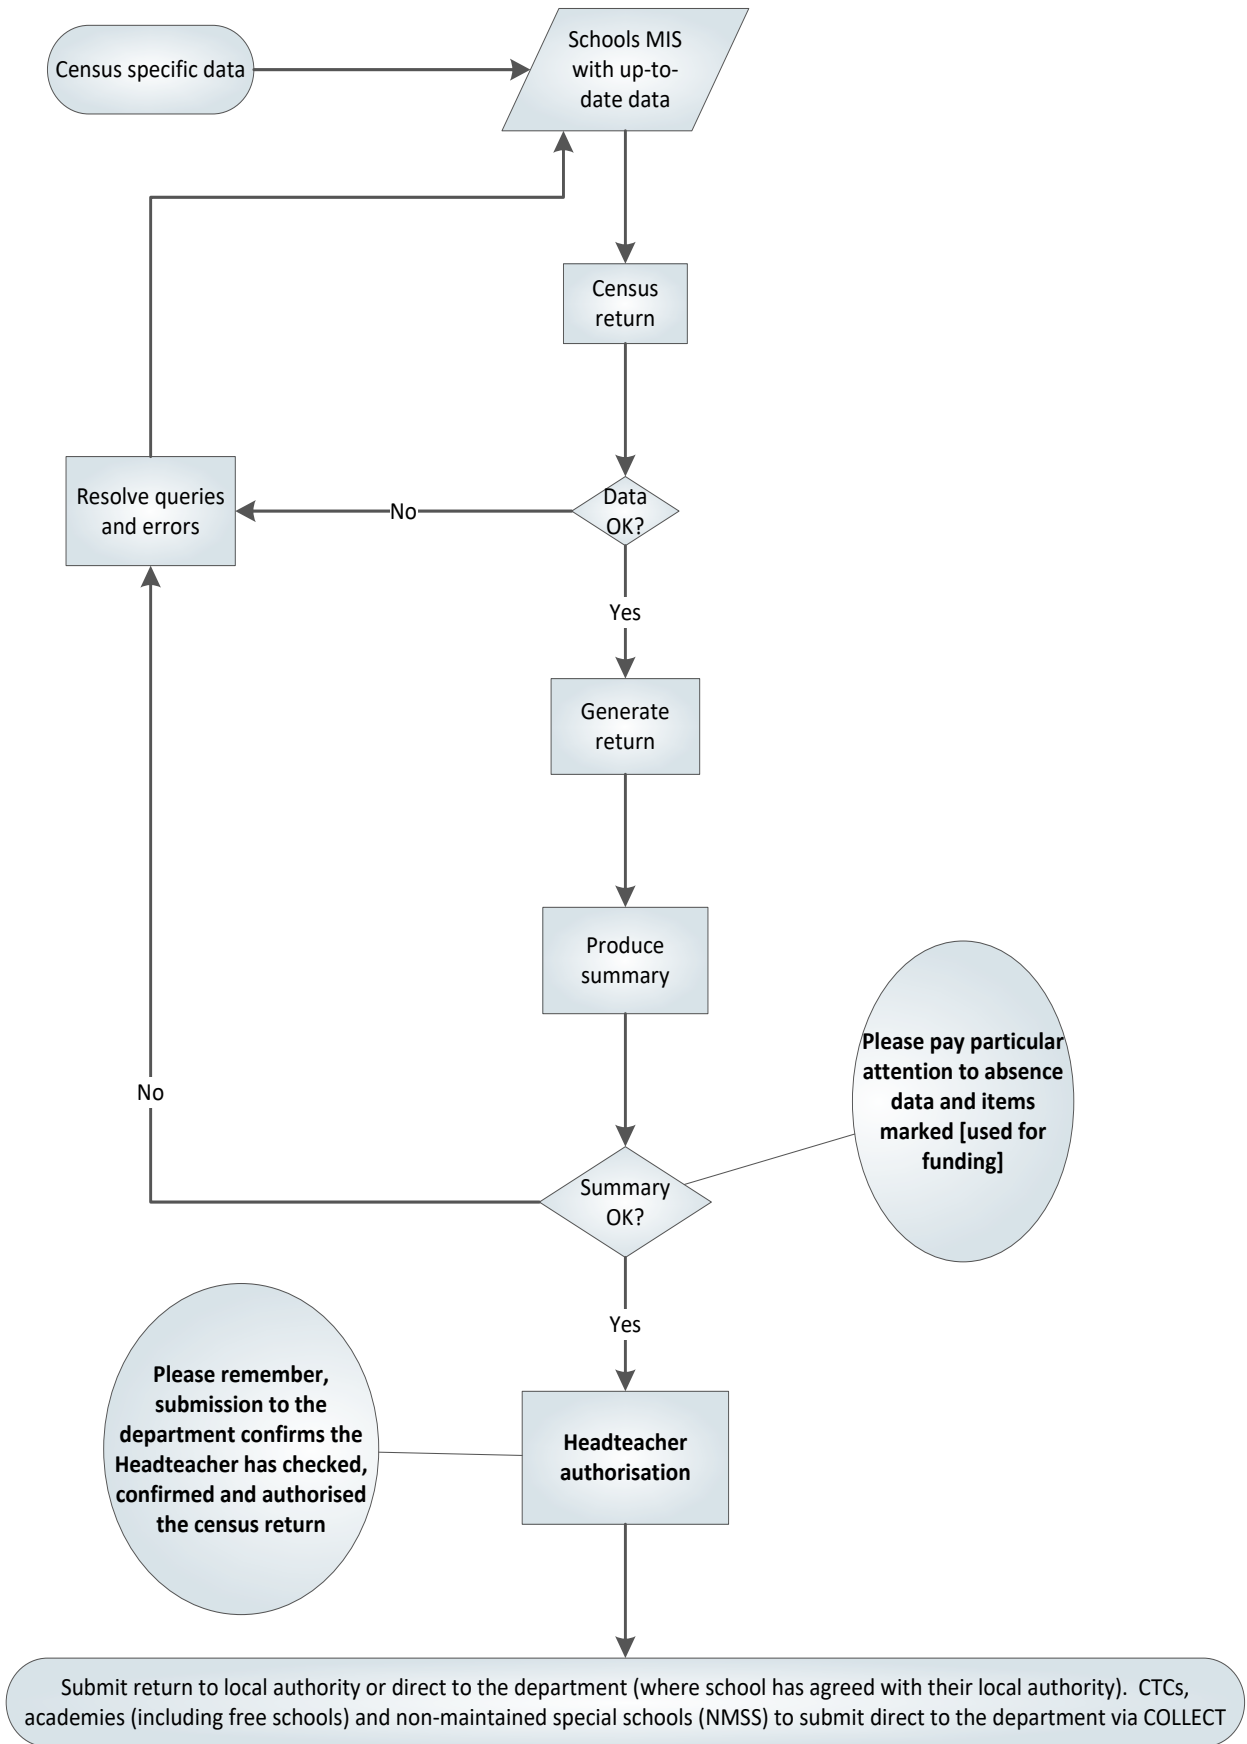 Census specific data
Schools MIS
with up-to-
date data
Census
return
Resolve queries
and errors
No
Data
OK?
Yes
Generate
return
Produce
summary
Please pay particular
attention to absence
data and items
marked [used for
funding]
No
Summary
OK?
Yes
Please remember,
submission to the
department confirms the
Headteacher has checked,
confirmed and authorised
the census return
Headteacher
authorisation
Submit return to local authority or direct to the department (where school has agreed with their local authority).  CTCs,
academies (including free schools) and non-maintained special schools (NMSS) to submit direct to the department via COLLECT